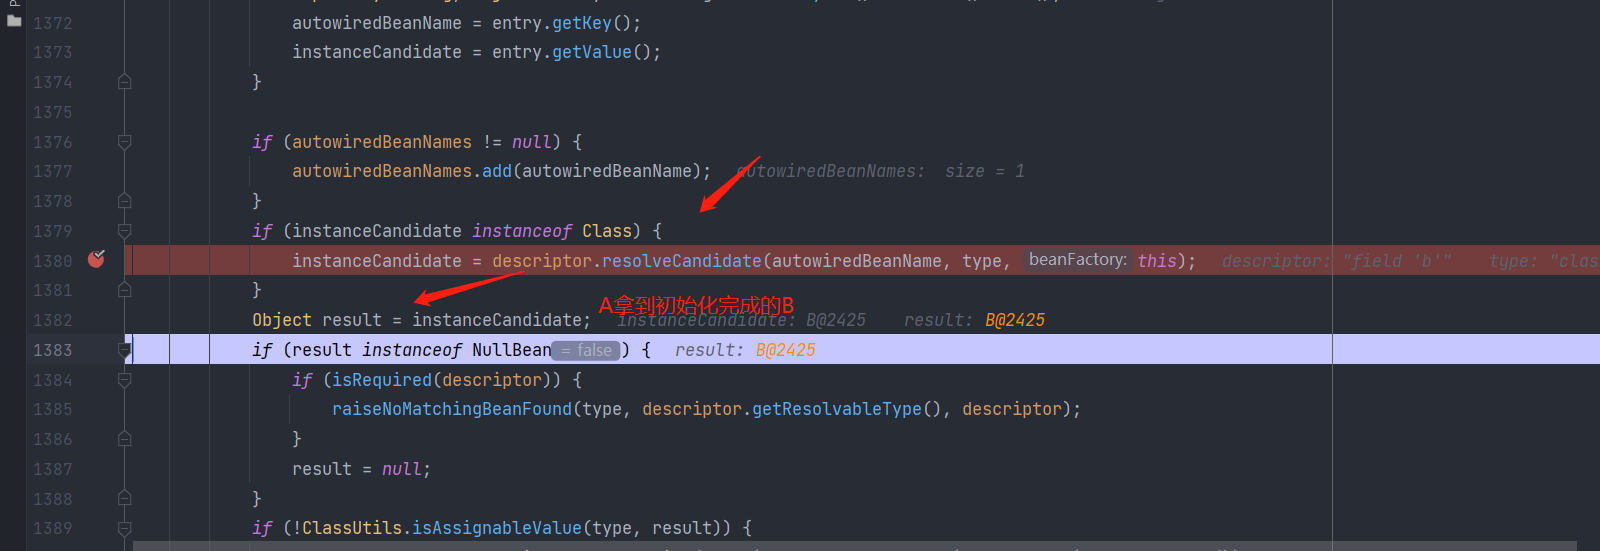 1372 autowiredBeanName = entry.getKey();
1373 instanceCandidate = entry.getValue();
1374 }
1375
1376 if (autowiredBeanNames != null) {
1377 autowiredBeanNames.add(autowiredBeanName); autowiredBeanNames: size = 1
1378 }
1379 if (instanceCandidate instanceof Class) {
1380 instanceCandidate = descriptor.resolveCandidate(autowiredBeanName, type, beanFactory: this); descriptor: "field 'b'" type: "clas
1381 }
A拿到初始化完成的B
1382 Object result = instanceCandidate; instanceCandidate: B@2425 result: B@2425
1383 if (result instanceof NullBean = false ) { result: B@2425
1384 if (isRequired(descriptor)) {
1385 raiseNoMatchingBeanFound(type, descriptor.getResolvableType(), descriptor);
1386 }
1387 result = null;
1388 }
1389 if (!ClassUtils.isAssignableValue(type, result)) {